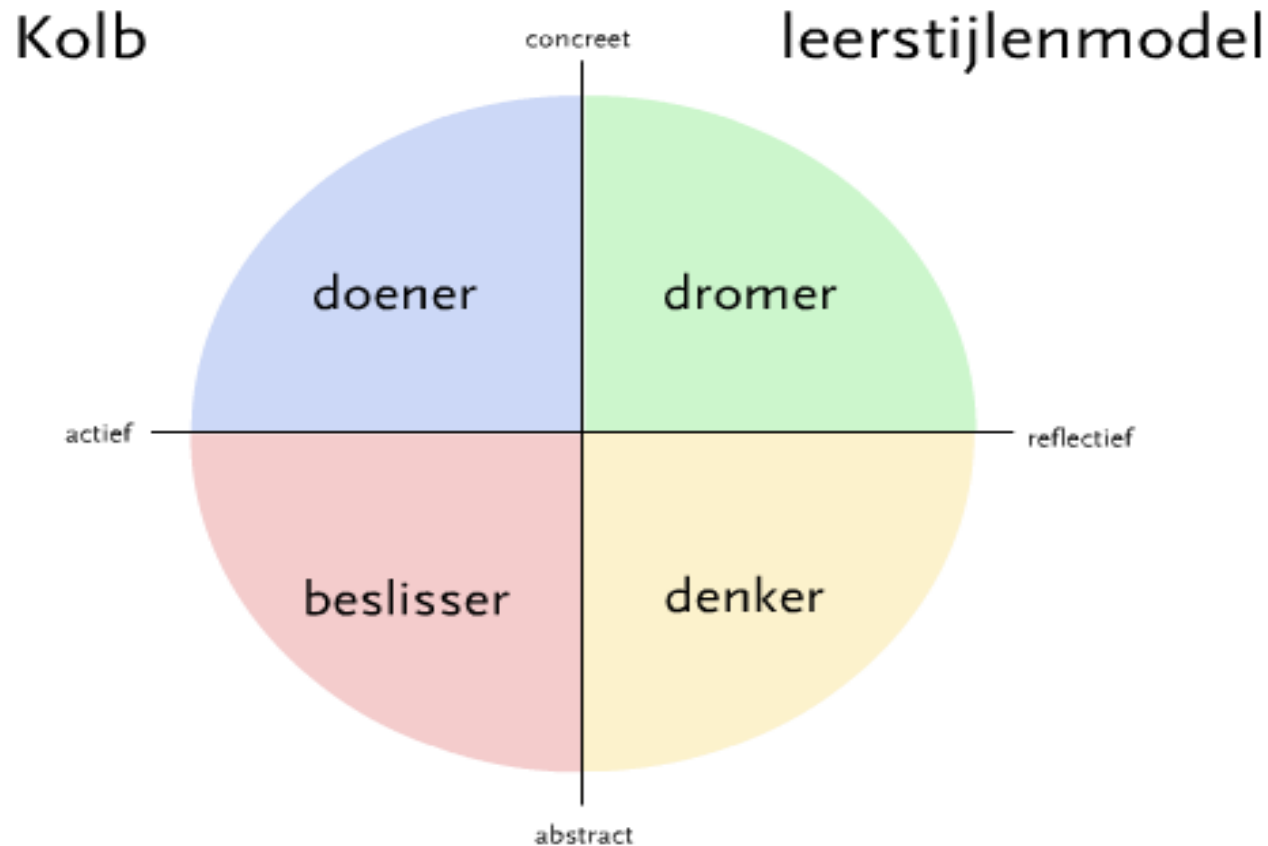 Kolb leerstijlenmodel
concreet
doener dromer
actief reflectief
beslisser denker
abstract